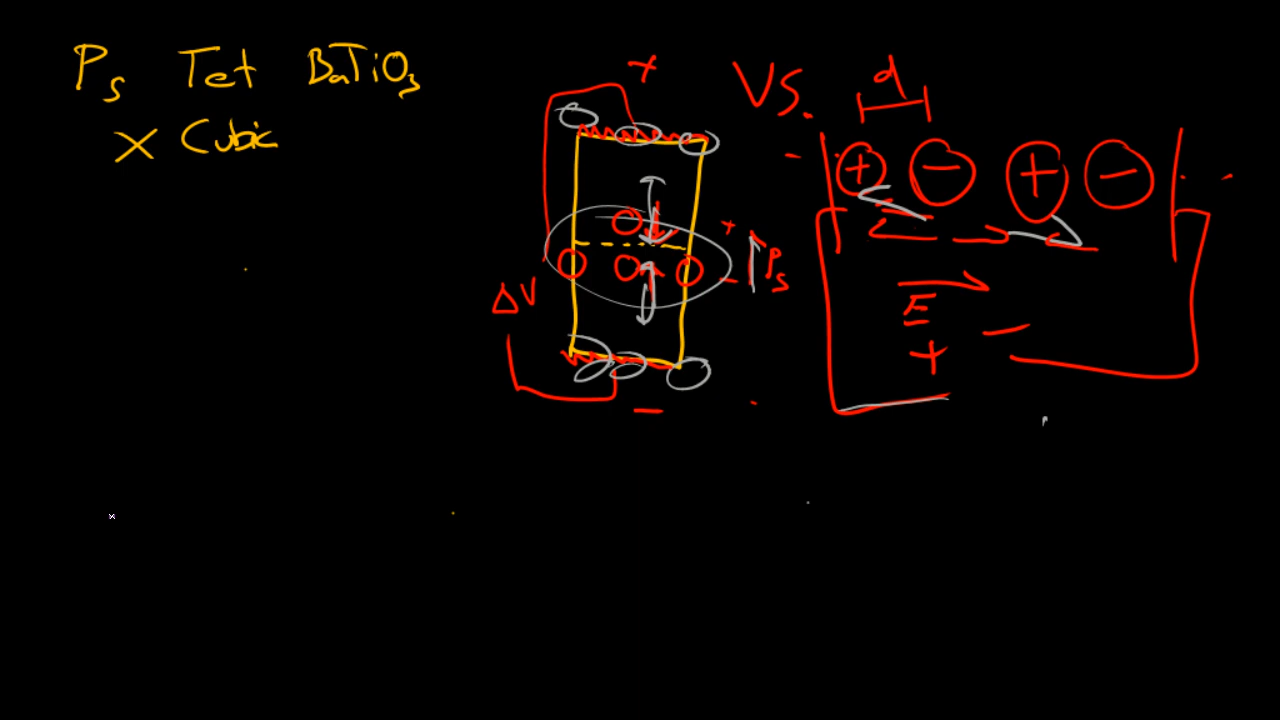 Ps Tet BaTiO3
X Cubic
+
VS.
d
-
+ - + -
+
-
Ps
ΔV
E
+ -
-